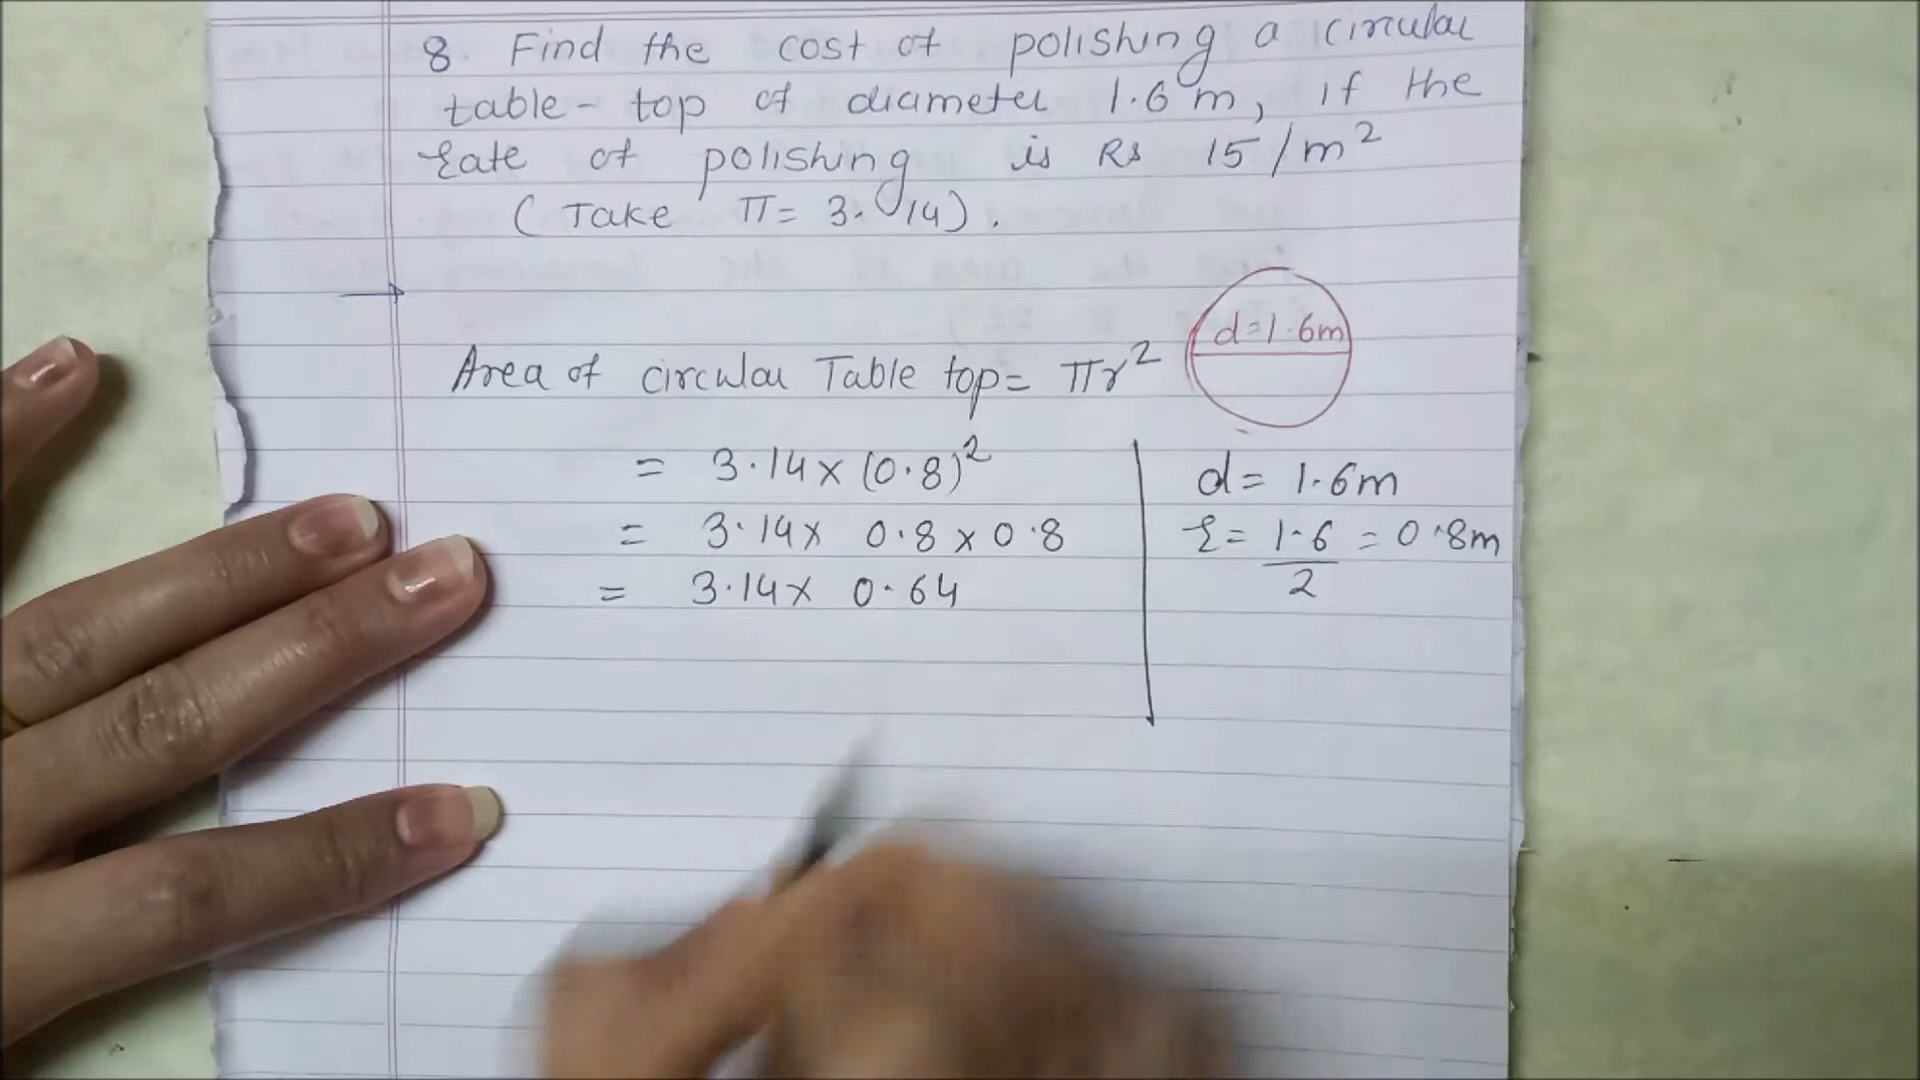 8 Find the cost of polishing a circular
table-top of diameter 1.6 m, if the
rate of polishing is Rs 15/m²
(Take π = 3.14).
d=1.6m
Area of circular Table top = πr²
= 3.14 x (0.8)²
= 3.14 x 0.8 x 0.8
= 3.14 x 0.64
d = 1.6m
r = 1.6/2 = 0.8m